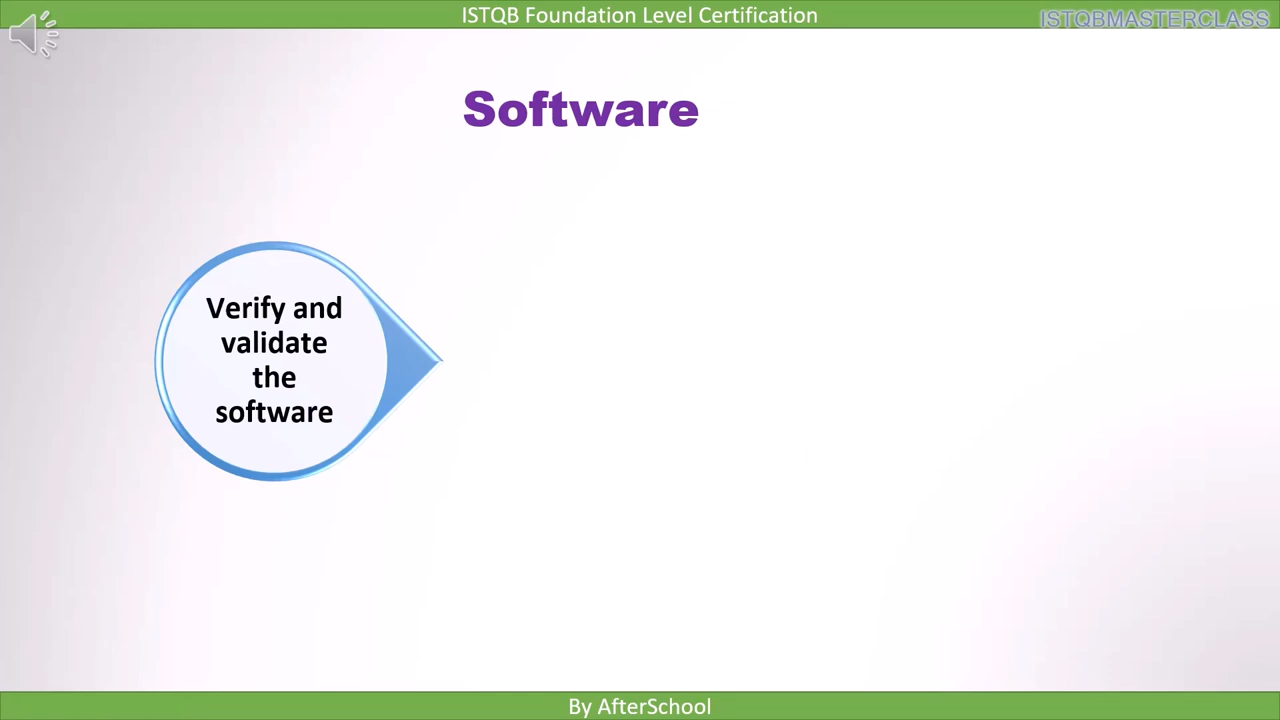 ISTQB Foundation Level Certification
ISTQBMASTERCLASS
Software
Verify and
validate
the
software
By AfterSchool